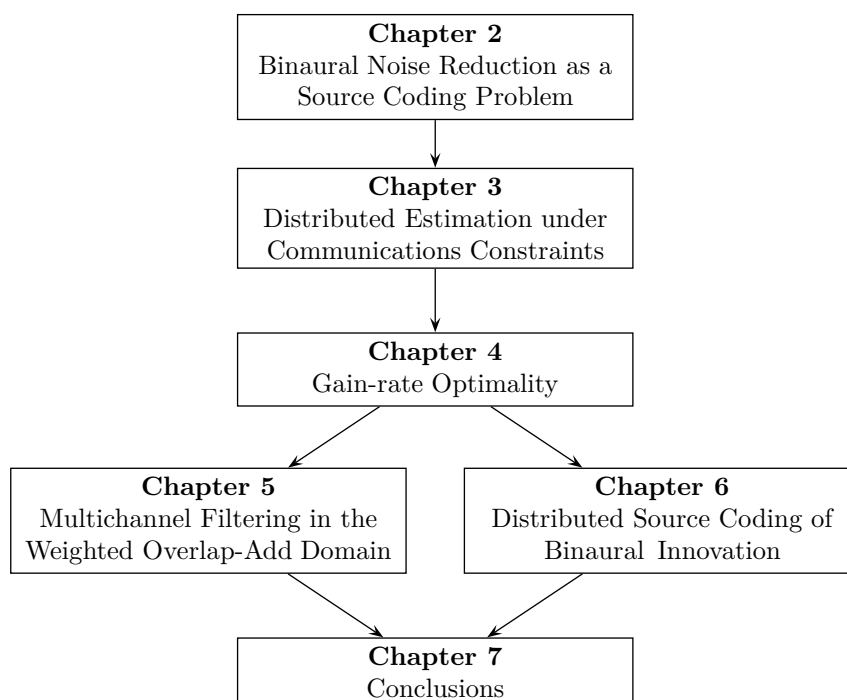 Chapter 2
Binaural Noise Reduction as a
Source Coding Problem
Chapter 3
Distributed Estimation under
Communications Constraints
Chapter 4
Gain-rate Optimality
Chapter 5
Multichannel Filtering in the
Weighted Overlap-Add Domain
Chapter 6
Distributed Source Coding of
Binaural Innovation
Chapter 7
Conclusions